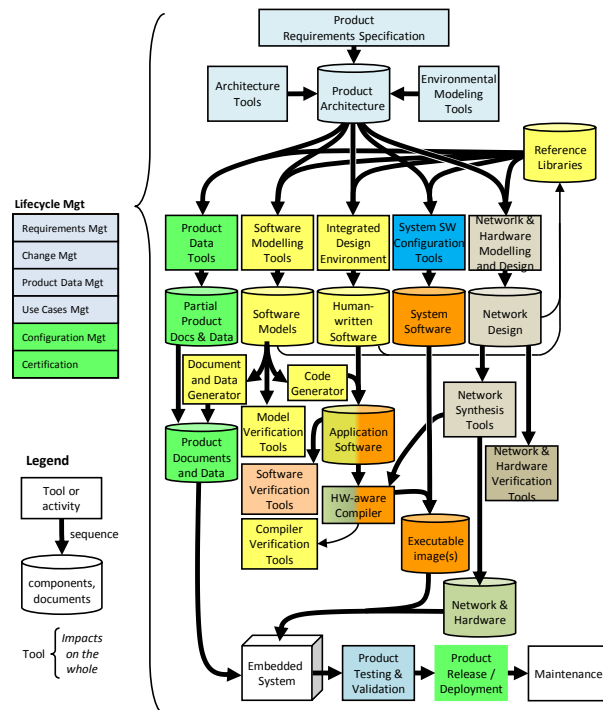 Product
Requirements Specification
Architecture
Tools
Product
Architecture
Environmental
Modeling
Tools
Reference
Libraries
Lifecycle Mgt
Requirements Mgt
Change Mgt
Product Data Mgt
Use Cases Mgt
Configuration Mgt
Certification
Product
Data
Tools
Software
Modelling
Tools
Integrated
Design
Environment
System SW
Configuration
Tools
Network &
Hardware
Modelling
and Design
Partial
Product
Docs & Data
Software
Models
Human-
written
Software
System
Software
Network
Design
Document
and Data
Generator
Code
Generator
Model
Verification
Tools
Application
Software
Network
Synthesis
Tools
Product
Documents
and Data
Software
Verification
Tools
HW-aware
Compiler
Network &
Hardware
Verification
Tools
Compiler
Verification
Tools
Executable
image(s)
Network &
Hardware
Legend
Tool or
activity
sequence
components,
documents
Tool
Impacts
on the
whole
Embedded
System
Product
Testing &
Validation
Product
Release /
Deployment
Maintenance